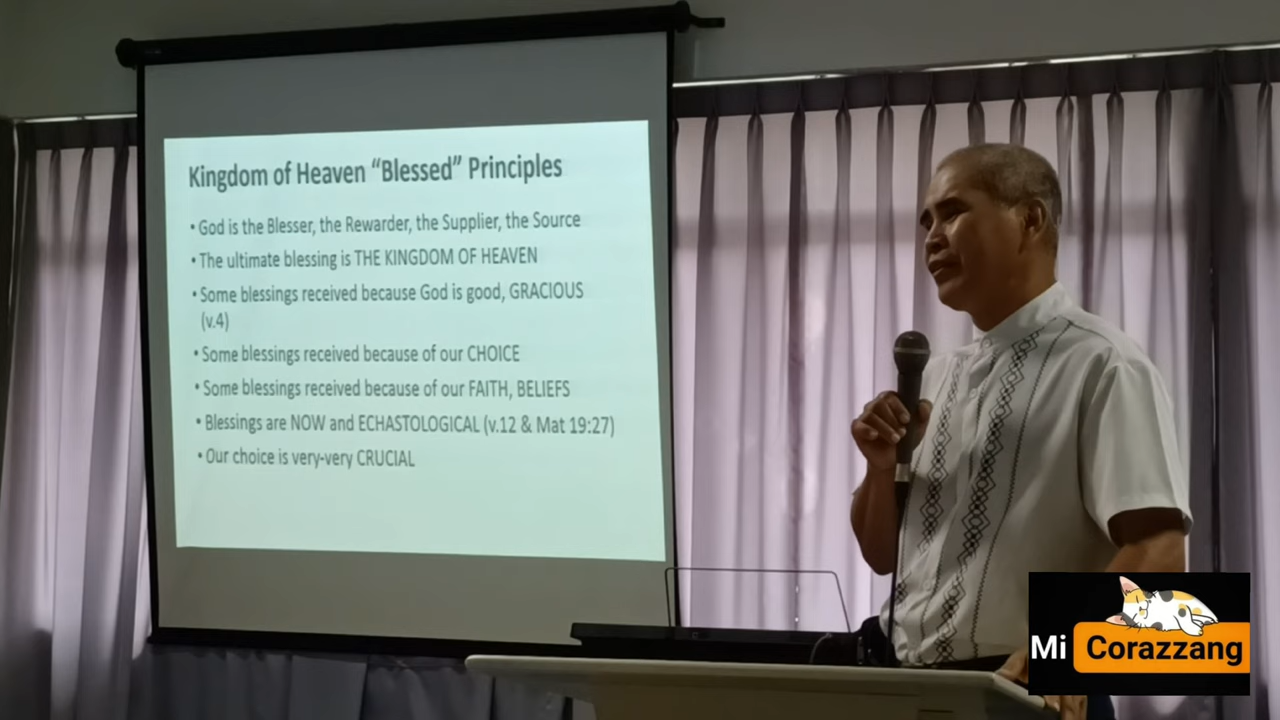 Kingdom of Heaven “Blessed” Principles
• God is the Blesser, the Rewarder, the Supplier, the Source
• The ultimate blessing is THE KINGDOM OF HEAVEN
• Some blessings received because God is good, GRACIOUS
(v.4)
• Some blessings received because of our CHOICE
• Some blessings received because of our FAITH, BELIEFS
• Blessings are NOW and ECHASTOLOGICAL (v.12 & Mat 19:27)
• Our choice is very-very CRUCIAL
Mi Corazzang